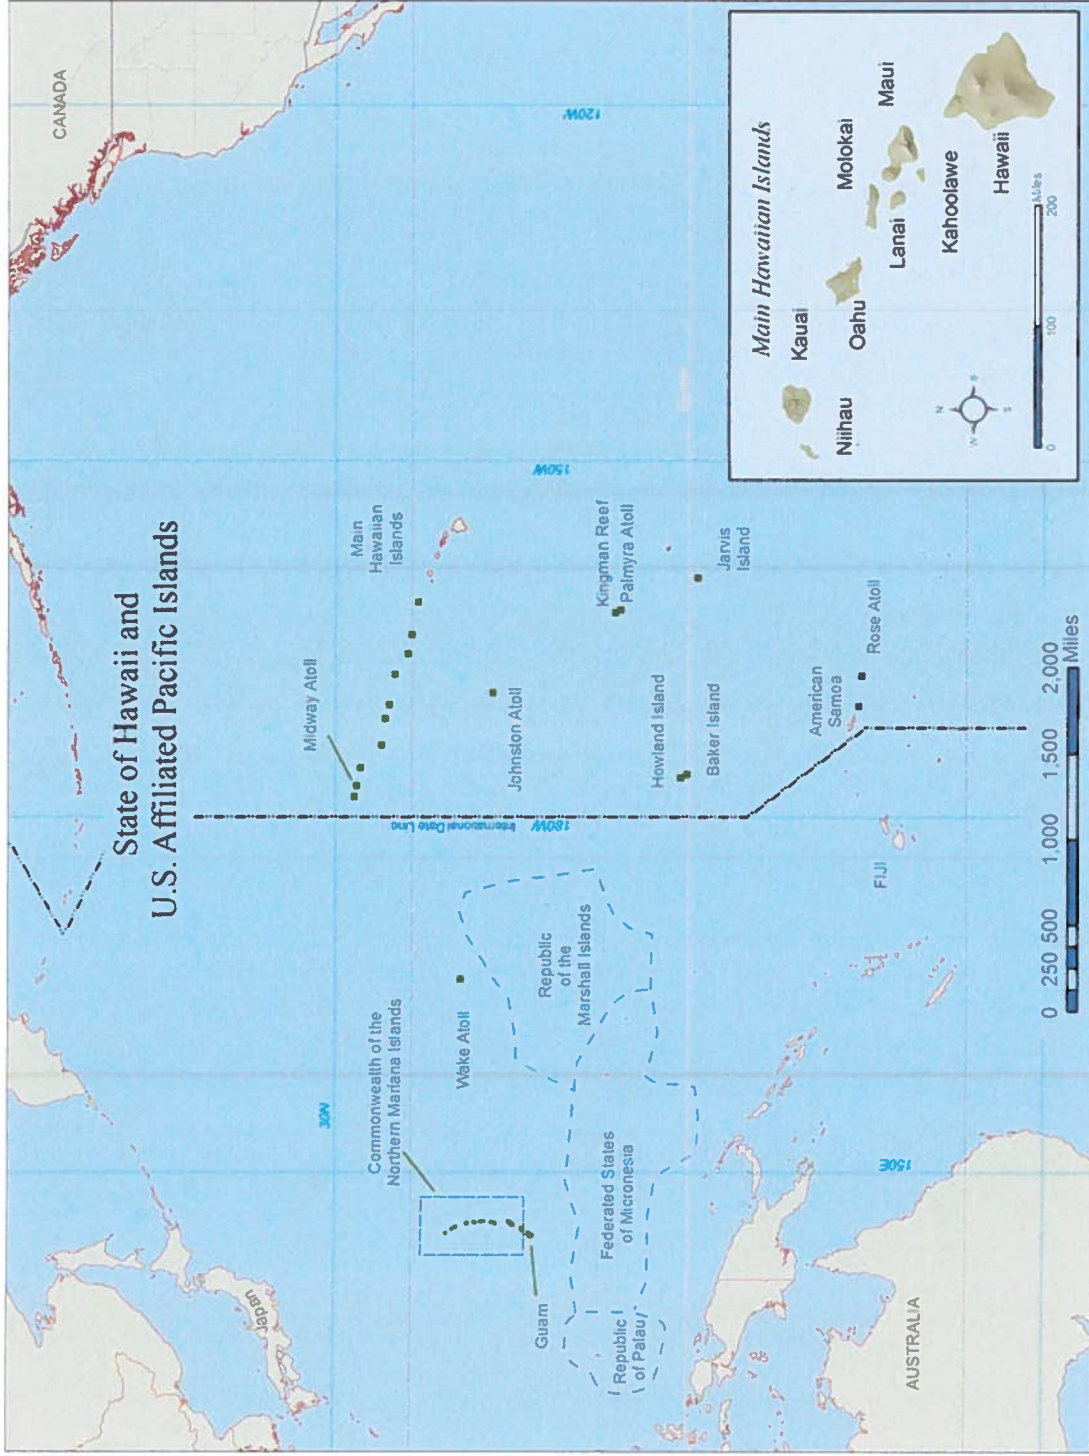 State of Hawaii and
U.S. Affiliated Pacific Islands
CANADA
Japan
30N
Midway Atoll
Main
Hawaiian
Islands
Commonwealth of the
Northern Mariana Islands
Wake Atoll
Johnston Atoll
International Date Line
180W
150W
120W
Guam
Republic
of the
Marshall Islands
Kingman Reef
Palmyra Atoll
Federated States
of Micronesia
Republic
of Palau
Howland Island
Baker Island
Jarvis
Island
American
Samoa
Rose Atoll
FIJI
150E
AUSTRALIA
0 250 500 1,000 1,500 2,000
Miles
Main Hawaiian Islands
Kauai
Niihau
Oahu
Molokai
Maui
Lanai
Kahoolawe
Hawaii
N
W
S
0 100 200
Miles